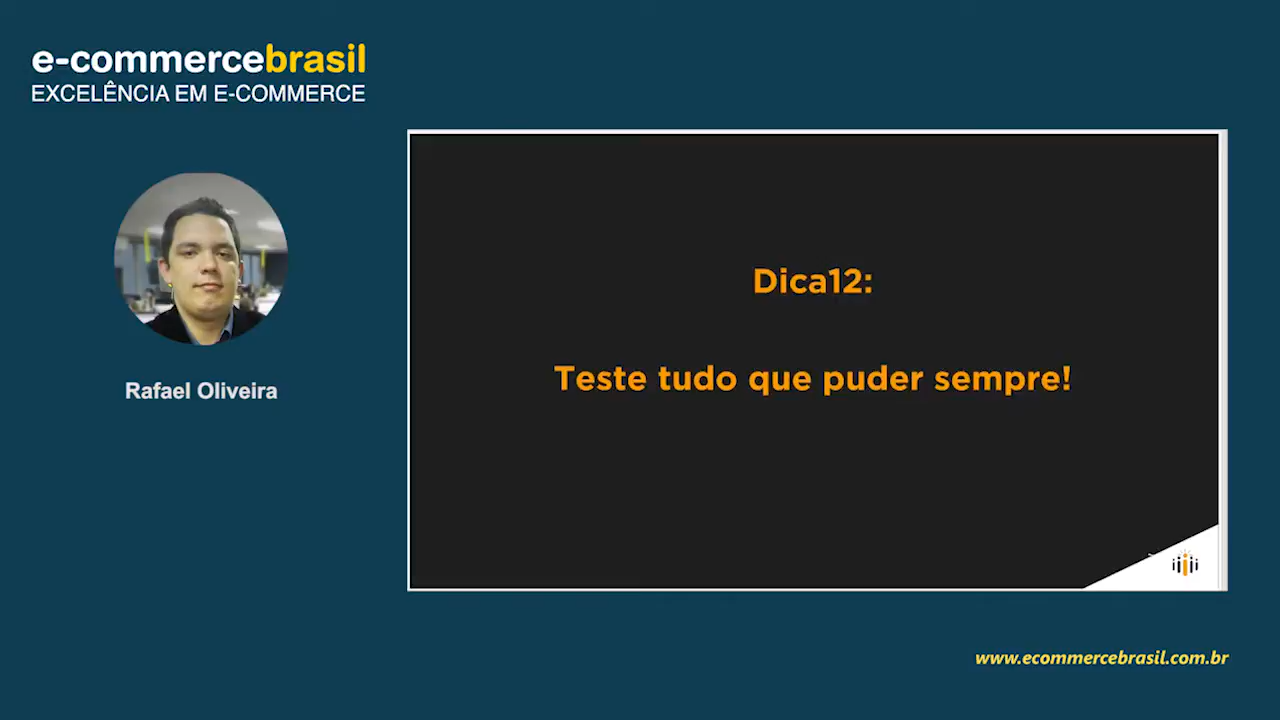 e-commercebrasil
EXCELÊNCIA EM E-COMMERCE
Rafael Oliveira
Dica12:
Teste tudo que puder sempre!
www.ecommercebrasil.com.br